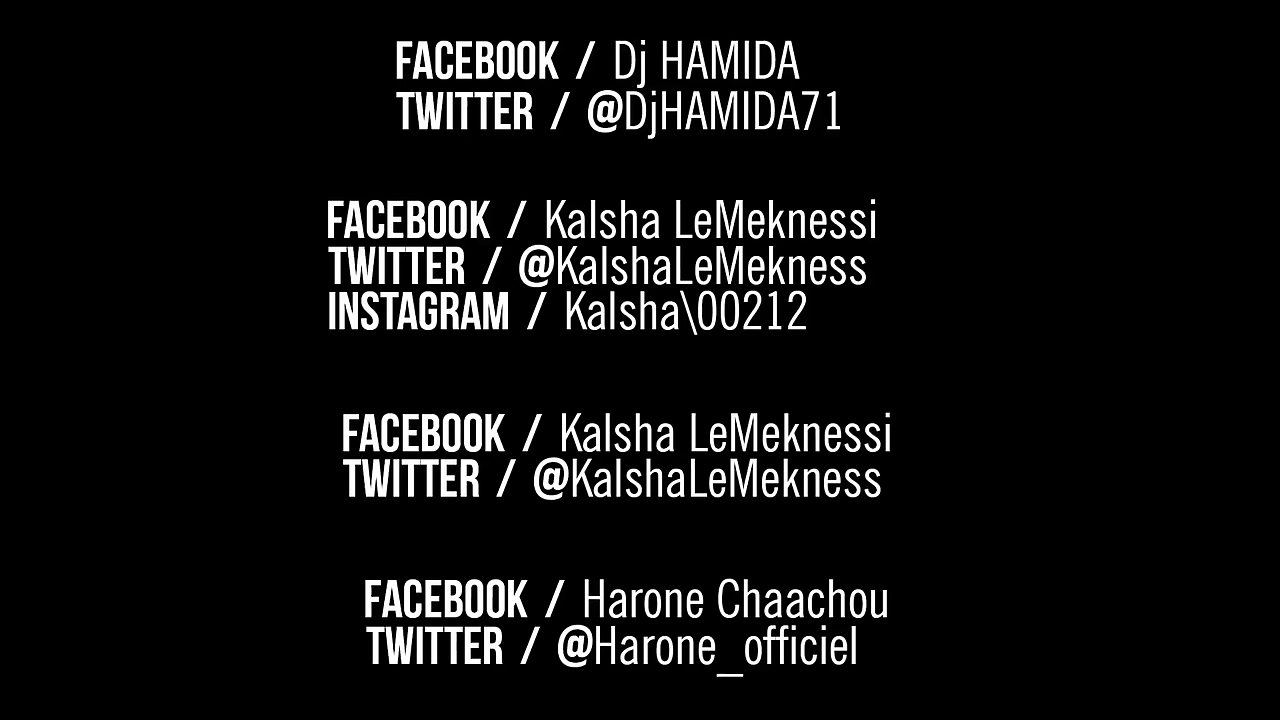 FACEBOOK / Dj HAMIDA
TWITTER / @DjHAMIDA71
FACEBOOK / Kalsha LeMeknessi
TWITTER / @KalshaLeMekness
INSTAGRAM / Kalsha\00212
FACEBOOK / Kalsha LeMeknessi
TWITTER / @KalshaLeMekness
FACEBOOK / Harone Chaachou
TWITTER / @Harone_officiel